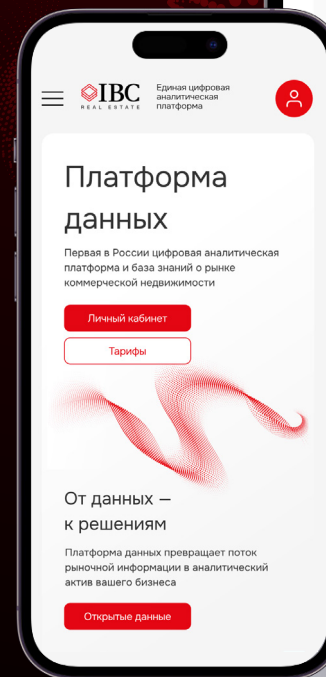 IBC
REAL ESTATE
Единая цифровая
аналитическая
платформа
Платформа
данных
Первая в России цифровая аналитическая
платформа и база знаний о рынке
коммерческой недвижимости
Личный кабинет
Тарифы
От данных —
к решениям
Платформа данных превращает поток
рыночной информации в аналитический
актив вашего бизнеса
Открытые данные